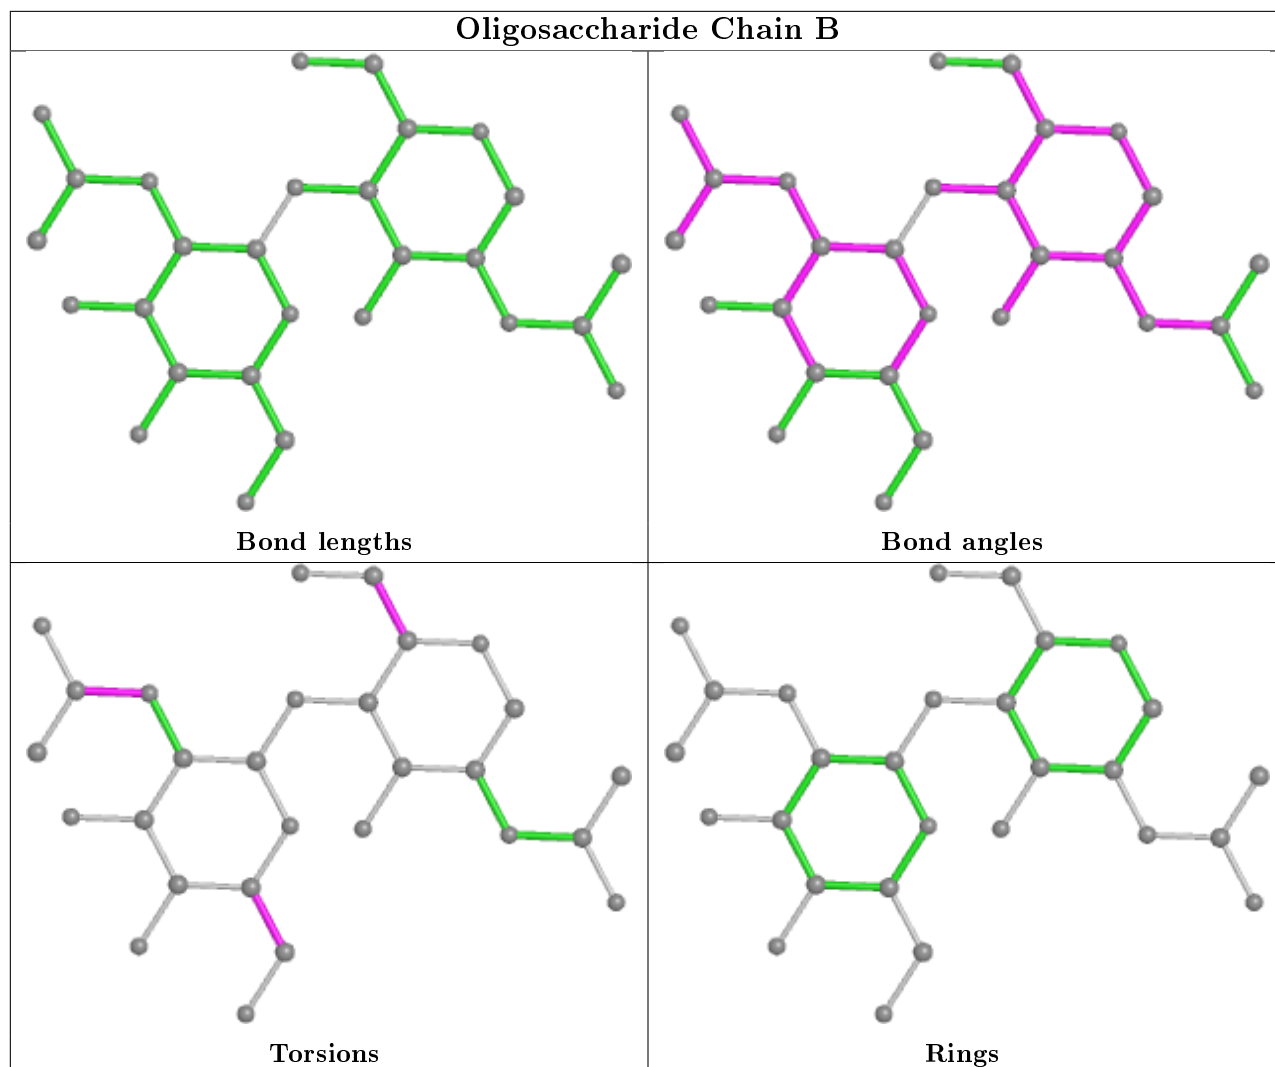 Oligosaccharide Chain B
Bond lengths
Bond angles
Torsions
Rings